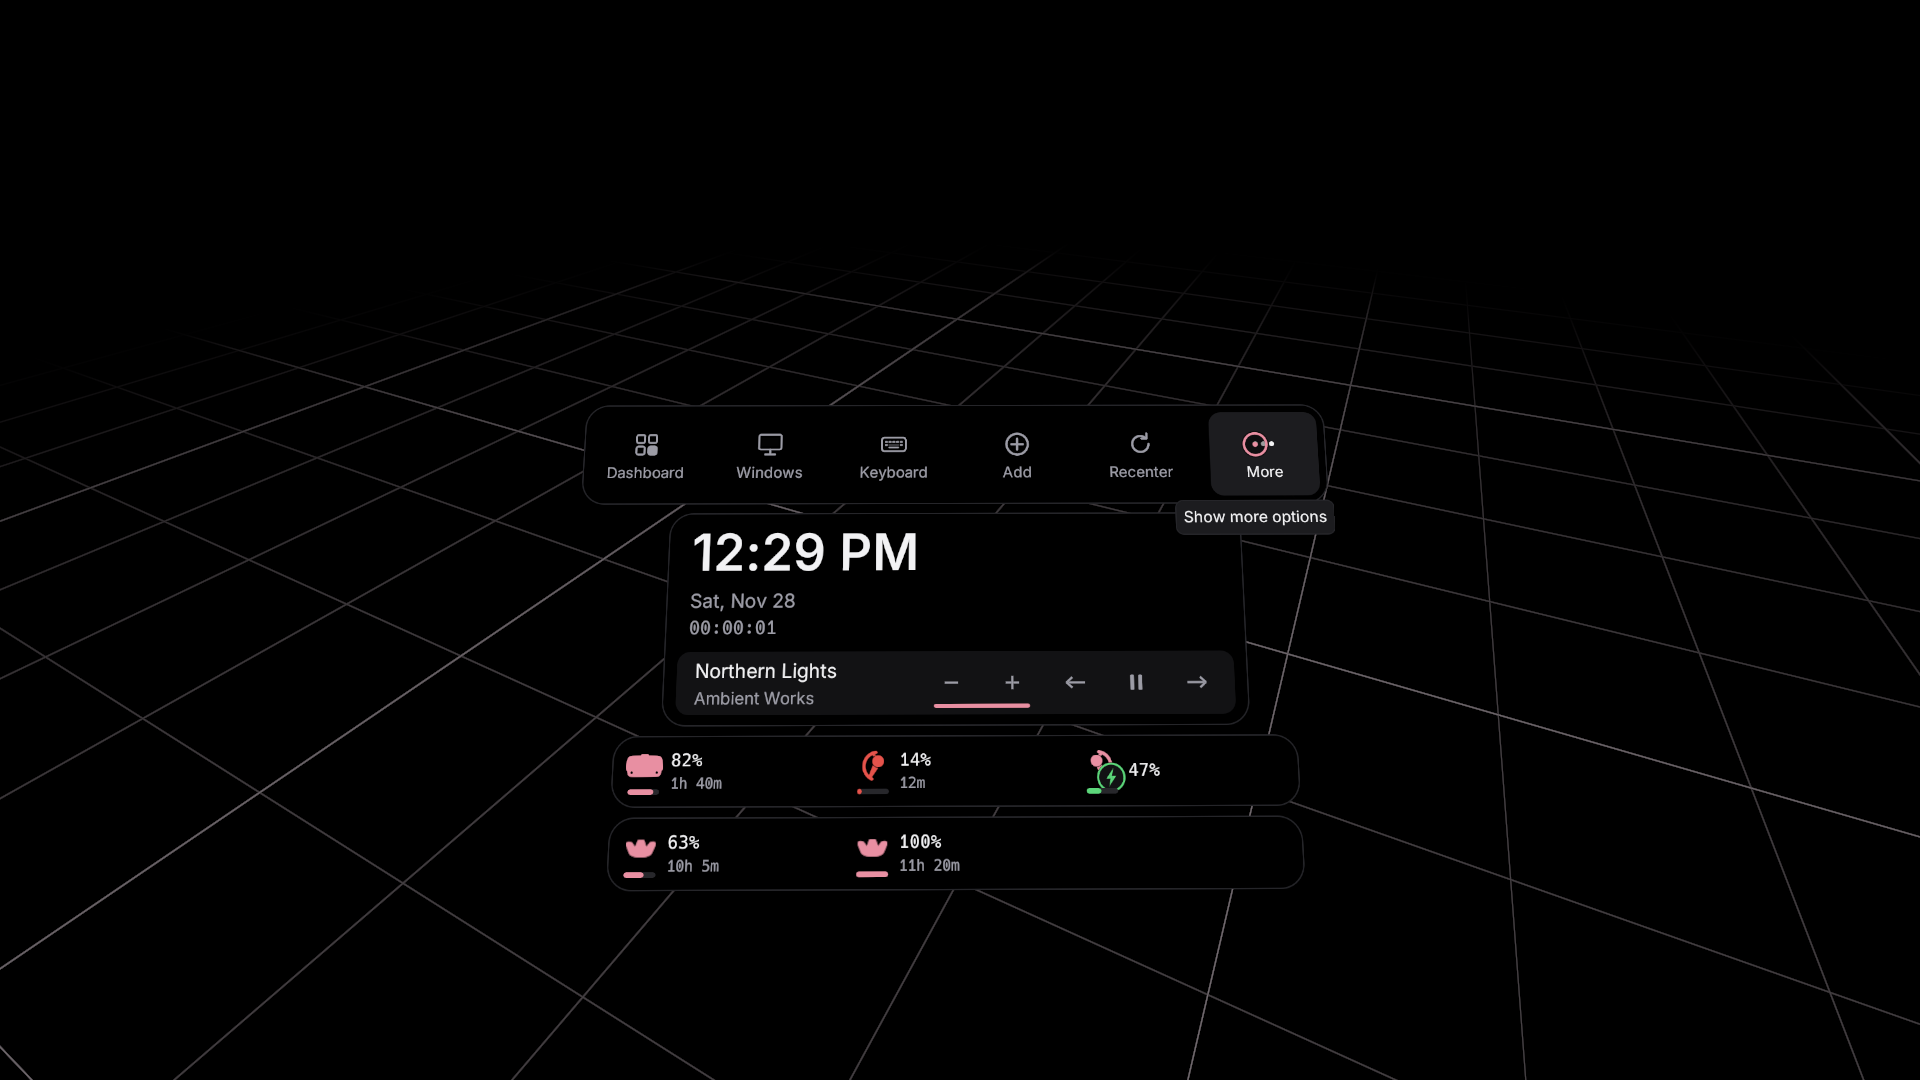 Dashboard
Windows
Keyboard
Add
Recenter
More
Show more options
12:29 PM
Sat, Nov 28
00:00:01
Northern Lights
Ambient Works
82%
1h 40m
14%
12m
47%
63%
10h 5m
100%
11h 20m